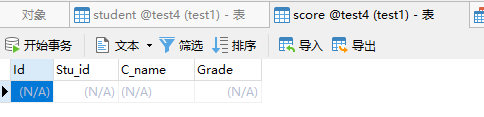 对象 student @test4 (test1) - 表 score @test4 (test1) - 表
开始事务 文本 筛选 排序 导入 导出
Id Stu_id C_name Grade
(N/A) (N/A) (N/A) (N/A)